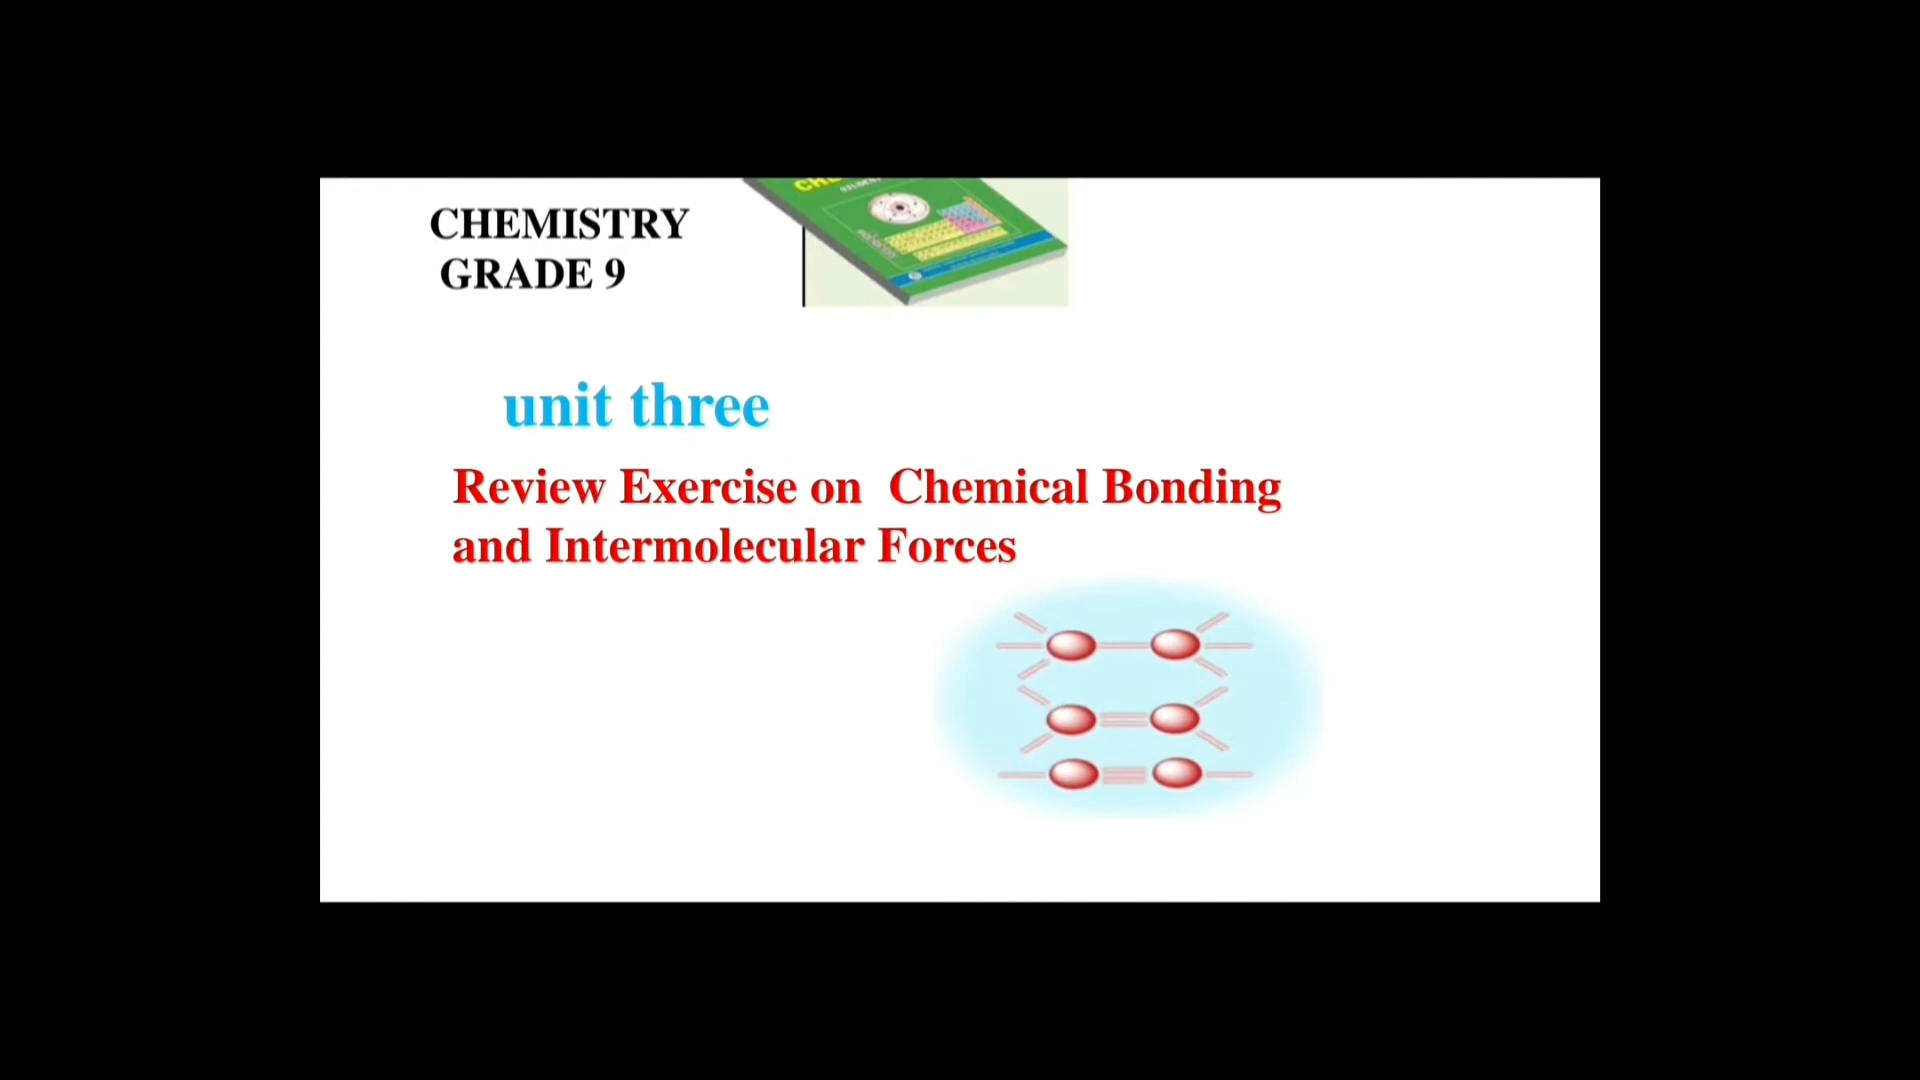 CHEMISTRY
GRADE 9
unit three
Review Exercise on Chemical Bonding
and Intermolecular Forces